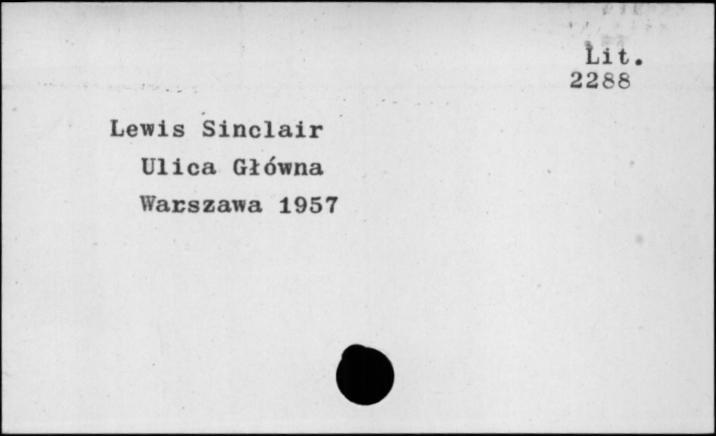 Lit.
2288
Lewis Sinclair
Ulica Główna
Warszawa 1957